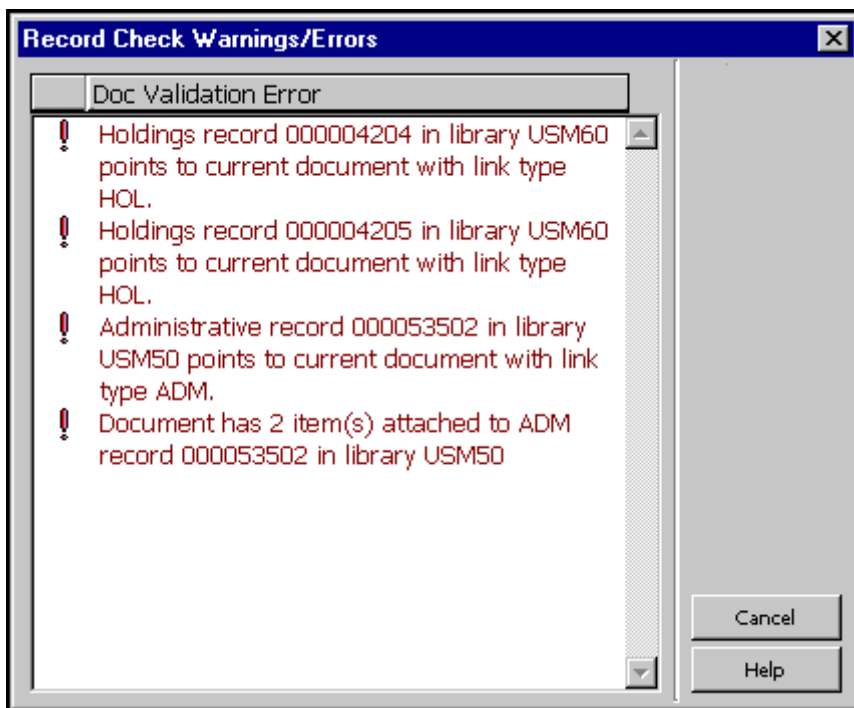 Record Check Warnings/Errors
Doc Validation Error
Holdings record 000004204 in library USM60
points to current document with link type
HOL.
Holdings record 000004205 in library USM60
points to current document with link type
HOL.
Administrative record 000053502 in library
USM50 points to current document with link
type ADM.
Document has 2 item(s) attached to ADM
record 000053502 in library USM50
Cancel
Help